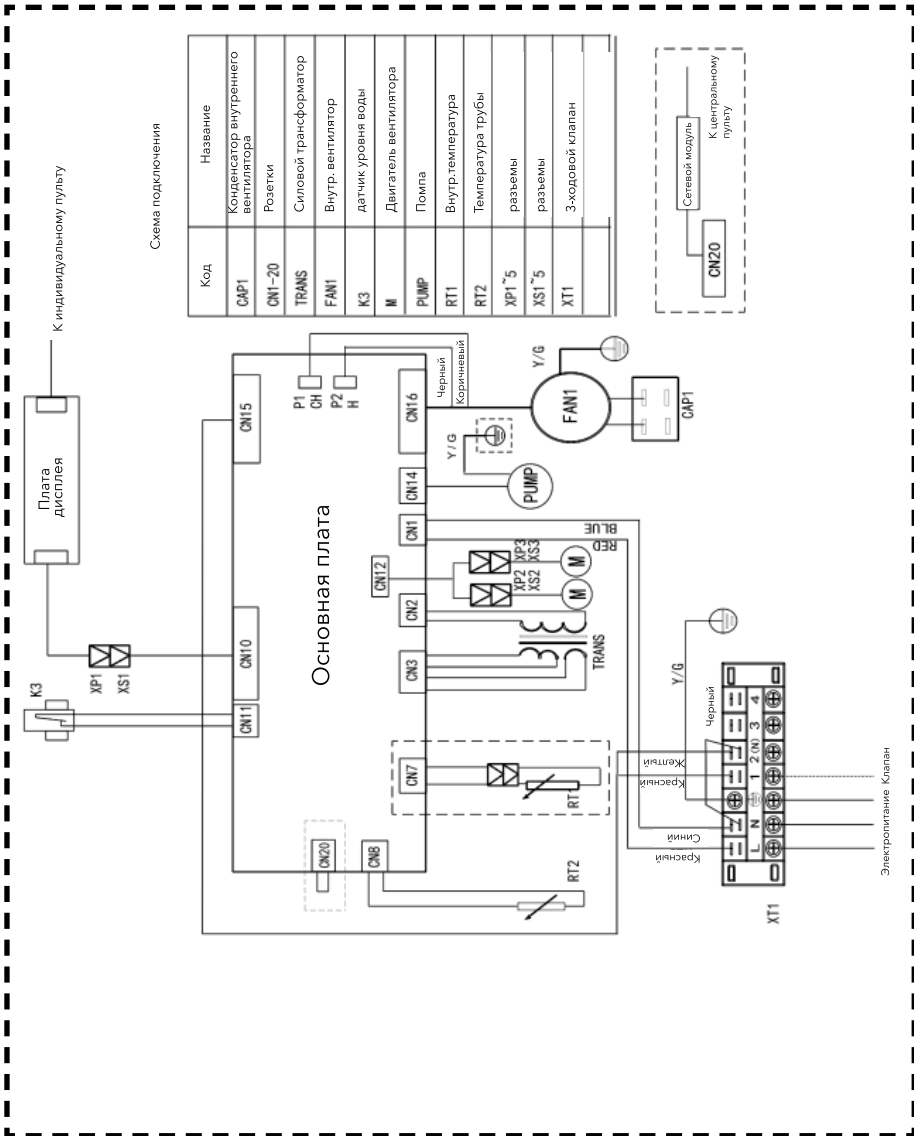 Схема подключения
Код Название
CAP1 Конденсатор внутреннего
вентилятора
CN1-20 Розетки
TRANS Силовой трансформатор
FAN1 Внутр. вентилятор
K3 датчик уровня воды
M Двигатель вентилятора
PUMP Помпа
RT1 Внутр.температура
RT2 Температура трубы
XP1~5 разъемы
XS1~5 разъемы
XT1 3-ходовой клапан
К центральному
пульту
Сетевой модуль
CN20
К индивидуальному пульту
Плата
дисплея
K3
XP1
XS1
CN15
CN10
CN11
P1
CH
P2
H
Основная плата
CN12
CN20
CN8
CN16
CN14
CN1
CN2
CN3
CN7
Черный
Коричневый
Y/G
FAN1
CAP1
Y/G
PUMP
BLUE
RED
XP3
XS3
XP2
XS2
M
M
TRANS
RT1
RT2
Y/G
Черный
Желтый
Красный
Синий
Красный
L N 1 2(N) 3 4
XT1
Электропитание Клапан